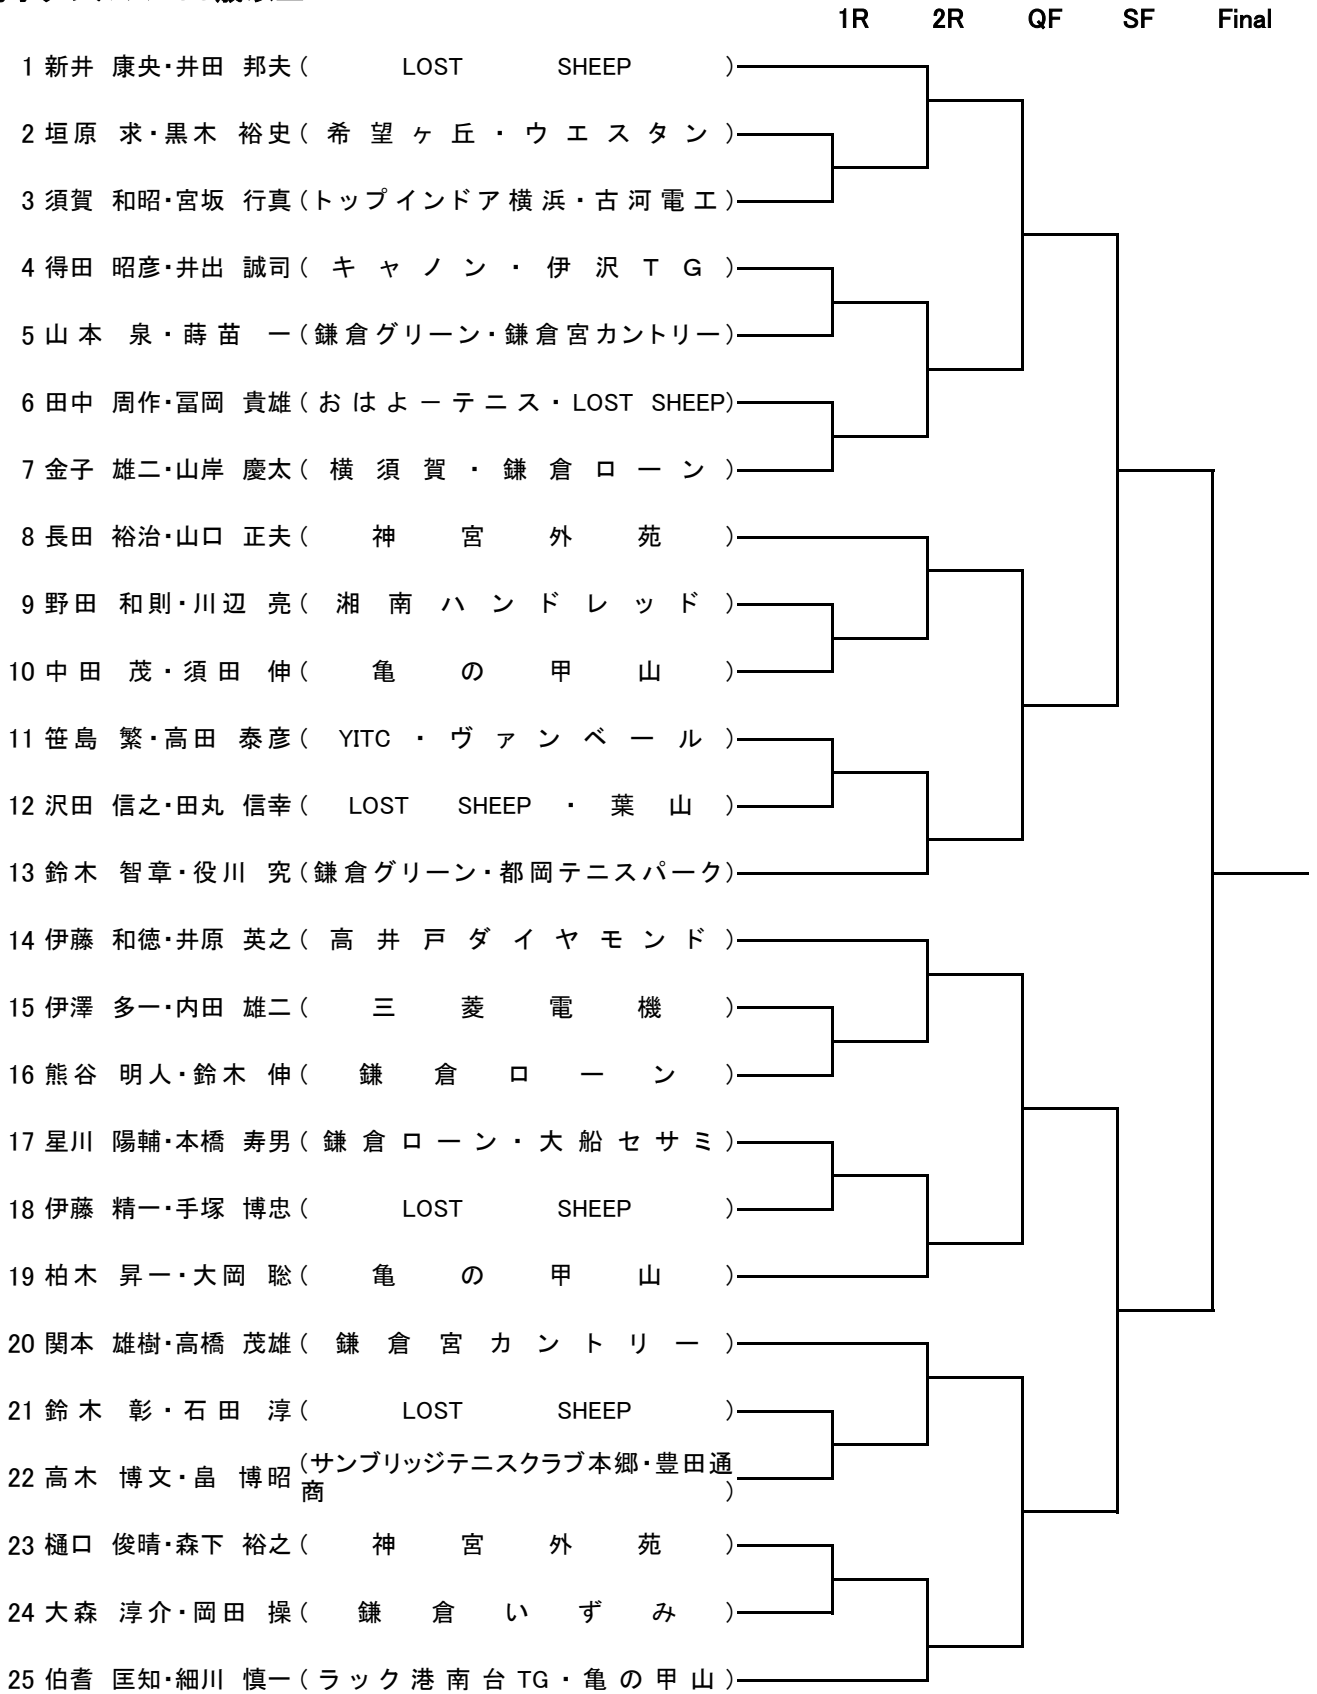 1R 2R QF SF Final
1 新井 康央・井田 邦夫 ( LOST SHEEP )
2 垣原 求・黒木 裕史 ( 希望ヶ丘・ウエスタン )
3 須賀 和昭・宮坂 行真 (トップインドア横浜・古河電工)
4 得田 昭彦・井出 誠司 ( キャノン・伊沢TG )
5 山本 泉・蒔苗 一 (鎌倉グリーン・鎌倉宮カントリー)
6 田中 周作・冨岡 貴雄 (おはよーテニス・LOST SHEEP)
7 金子 雄二・山岸 慶太 ( 横須賀・鎌倉ローン )
8 長田 裕治・山口 正夫 ( 神宮外苑 )
9 野田 和則・川辺 亮 ( 湘南ハンドレッド )
10 中田 茂・須田 伸 ( 亀の甲山 )
11 笹島 繁・高田 泰彦 ( YITC・ヴァンベール )
12 沢田 信之・田丸 信幸 ( LOST SHEEP・葉山 )
13 鈴木 智章・役川 究 (鎌倉グリーン・都岡テニスパーク)
14 伊藤 和徳・井原 英之 ( 高井戸ダイヤモンド )
15 伊澤 多一・内田 雄二 ( 三菱電機 )
16 熊谷 明人・鈴木 伸 ( 鎌倉ローン )
17 星川 陽輔・本橋 寿男 ( 鎌倉ローン・大船セサミ )
18 伊藤 精一・手塚 博忠 ( LOST SHEEP )
19 柏木 昇一・大岡 聡 ( 亀の甲山 )
20 関本 雄樹・高橋 茂雄 ( 鎌倉宮カントリー )
21 鈴木 彰・石田 淳 ( LOST SHEEP )
22 高木 博文・畠 博昭 (サンブリッジテニスクラブ本郷・豊田通
商 )
23 樋口 俊晴・森下 裕之 ( 神宮外苑 )
24 大森 淳介・岡田 操 ( 鎌倉いずみ )
25 伯耆 匡知・細川 慎一 ( ラック港南台TG・亀の甲山 )